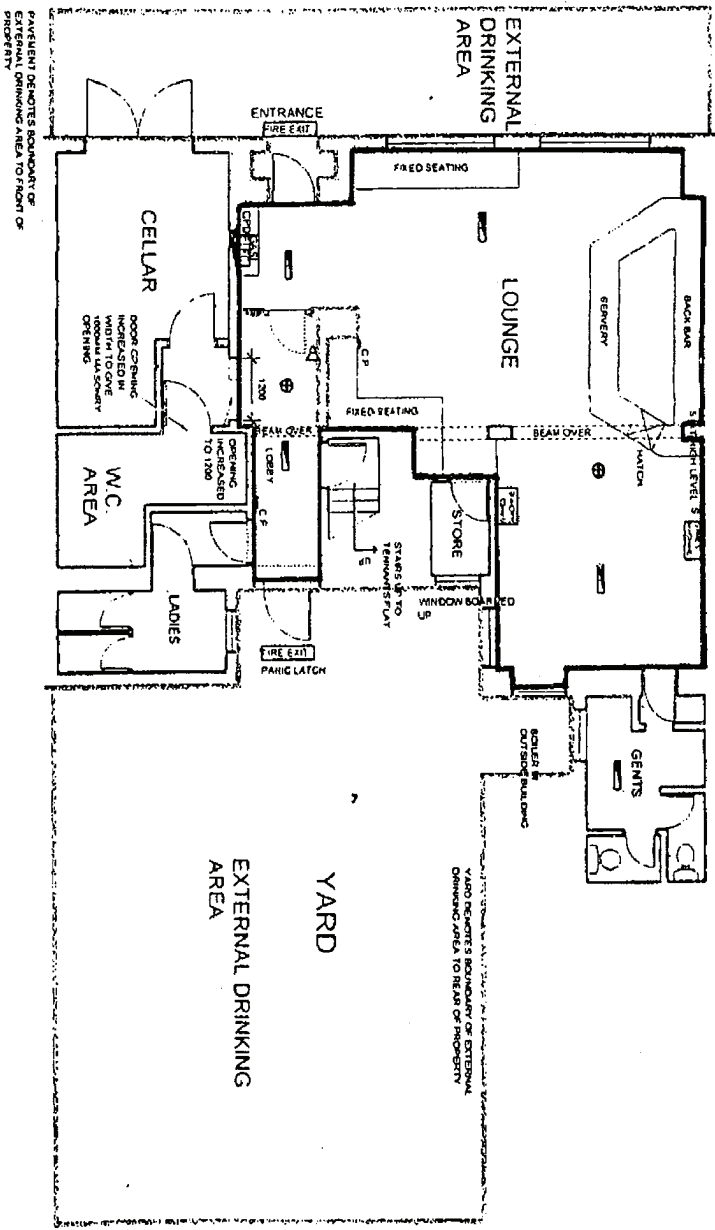 EXTERNAL
DRINKING
AREA
PAVEMENT DENOTES BOUNDARY OF
EXTERNAL DRINKING AREA TO FRONT OF
PROPERTY
ENTRANCE
FIRE EXIT
FIXED SEATING
CELLAR
LOUNGE
SERVERY
BACK BAR
DOOR OPENING
INCREASED IN
WIDTH TO GIVE
1000MM MASONRY
OPENING
1200
C.P
FIXED SEATING
BEAM OVER
BEAM OVER
HATCH
OPENING
INCREASED
TO 1200
LOBBY
W.C.
AREA
C.P
STORE
UP
STAIRS UP TO
TENNANTS FLAT
WINDOW BOARDED
UP
LADIES
FIRE EXIT
PANIC LATCH
GENTS
BOILER IN
OUTSIDE BUILDING
YARD
EXTERNAL DRINKING
AREA
YARD DENOTES BOUNDARY OF EXTERNAL
DRINKING AREA TO REAR OF PROPERTY